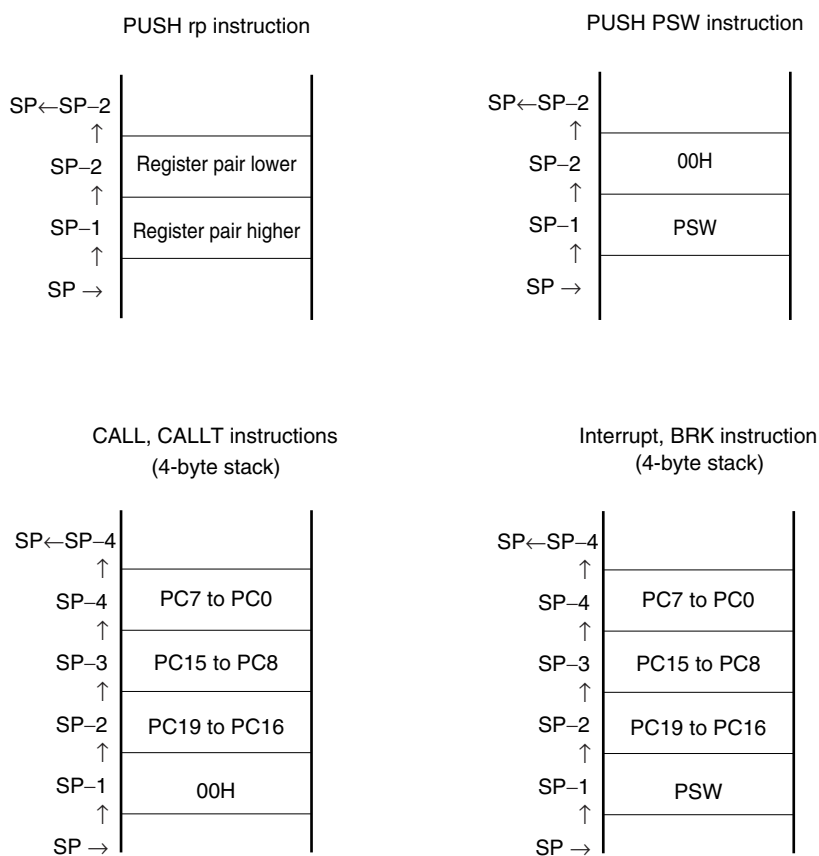 PUSH rp instruction
SP←SP−2
↑
SP−2
Register pair lower
↑
SP−1
Register pair higher
↑
SP →
PUSH PSW instruction
SP←SP−2
↑
SP−2
00H
↑
SP−1
PSW
↑
SP →
CALL, CALLT instructions
(4-byte stack)
SP←SP−4
↑
SP−4
PC7 to PC0
↑
SP−3
PC15 to PC8
↑
SP−2
PC19 to PC16
↑
SP−1
00H
↑
SP →
Interrupt, BRK instruction
(4-byte stack)
SP←SP−4
↑
SP−4
PC7 to PC0
↑
SP−3
PC15 to PC8
↑
SP−2
PC19 to PC16
↑
SP−1
PSW
↑
SP →